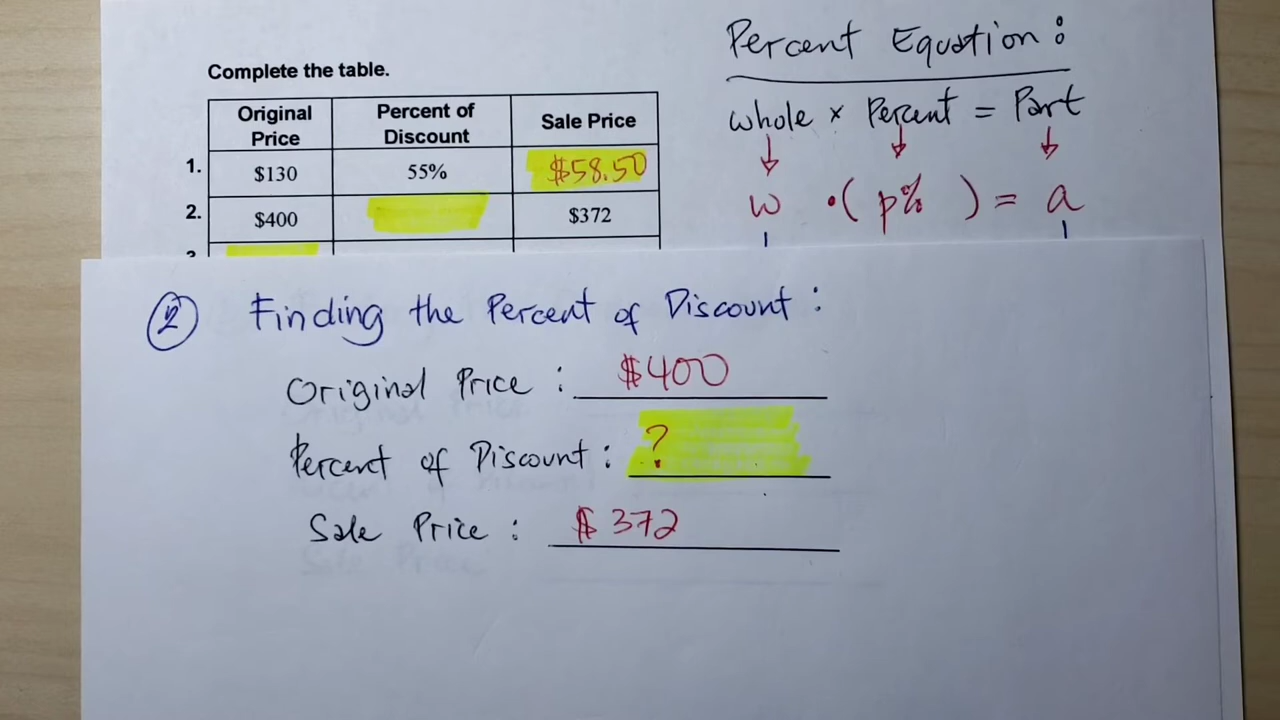 Complete the table.
Original Price
Percent of Discount
Sale Price
1. $130 55% $58.50
2. $400 $372
Percent Equation:
whole × Percent = Part
w •( p% ) = a
2 Finding the Percent of Discount:
Original Price: $400
Percent of Discount: ?
Sale Price: $372